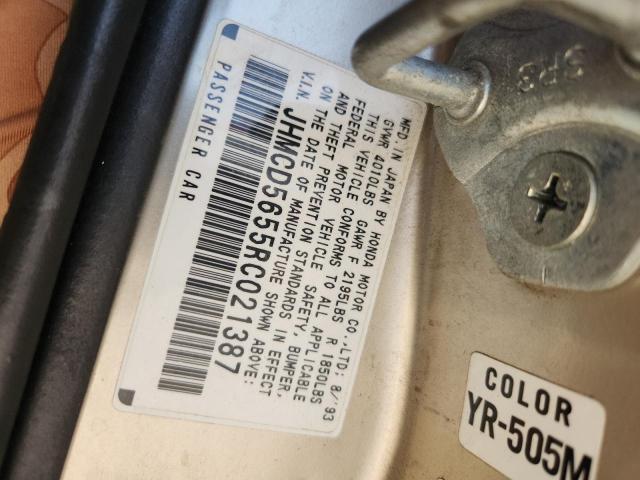 MFD. IN JAPAN BY HONDA MOTOR CO.,LTD: 8/'93
GVWR 4010LBS GAWR F 2195LBS R 1850LBS
THIS VEHICLE CONFORMS TO ALL APPLICABLE
FEDERAL MOTOR VEHICLE SAFETY, BUMPER,
AND THEFT PREVENTION STANDARDS IN EFFECT
ON THE DATE OF MANUFACTURE SHOWN ABOVE:
V.I.N. JHMCD5655RC021387
PASSENGER CAR
SR3
COLOR
YR-505M